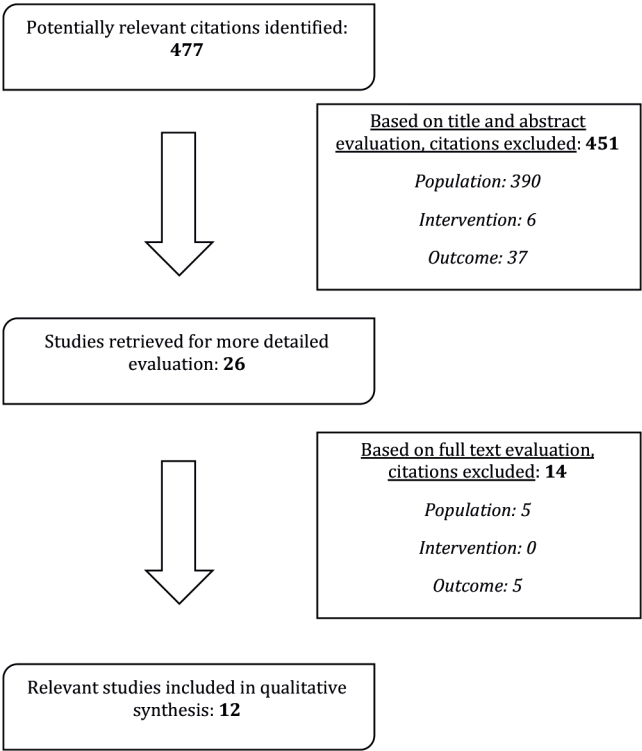 Potentially relevant citations identified:
477
Based on title and abstract
evaluation, citations excluded: 451
Population: 390
Intervention: 6
Outcome: 37
Studies retrieved for more detailed
evaluation: 26
Based on full text evaluation,
citations excluded: 14
Population: 5
Intervention: 0
Outcome: 5
Relevant studies included in qualitative
synthesis: 12